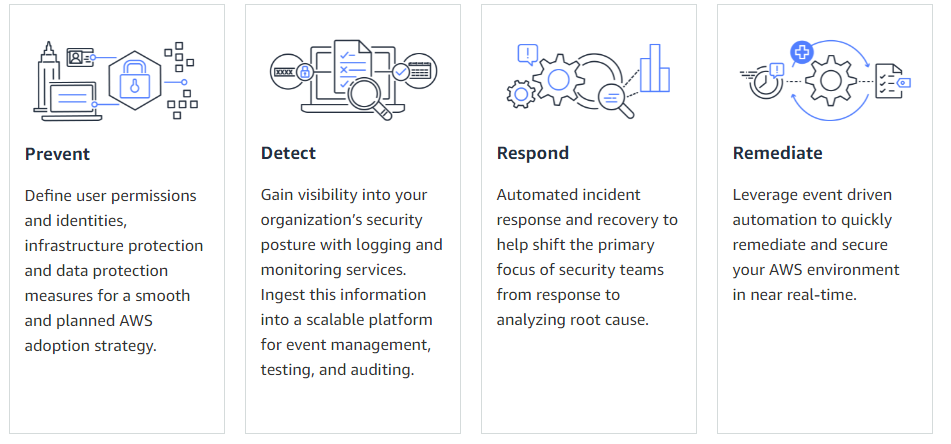 Prevent
Define user permissions
and identities,
infrastructure protection
and data protection
measures for a smooth
and planned AWS
adoption strategy.
Detect
Gain visibility into your
organization’s security
posture with logging and
monitoring services.
Ingest this information
into a scalable platform
for event management,
testing, and auditing.
Respond
Automated incident
response and recovery to
help shift the primary
focus of security teams
from response to
analyzing root cause.
Remediate
Leverage event driven
automation to quickly
remediate and secure
your AWS environment
in near real-time.